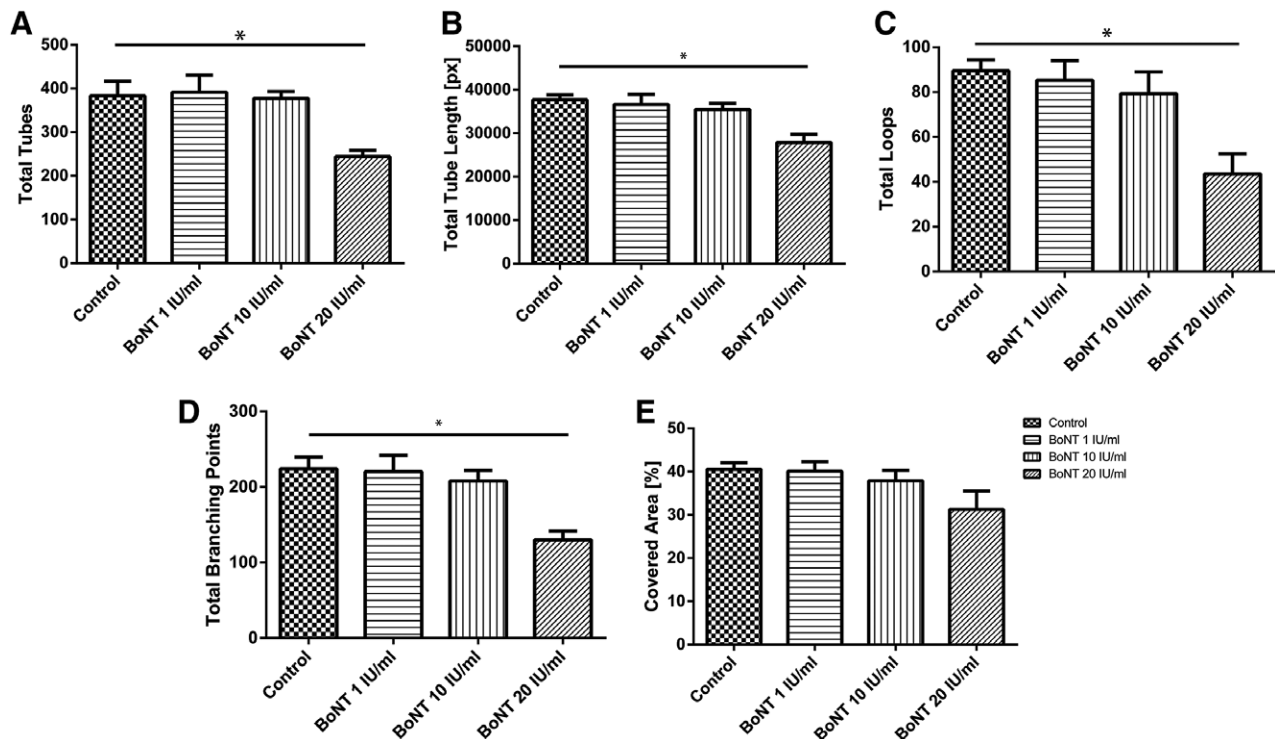 A
Total Tubes
500
400
300
200
100
0
*
Control
BoNT 1 IU/ml
BoNT 10 IU/ml
BoNT 20 IU/ml
B
Total Tube Length [px]
50000
40000
30000
20000
10000
0
*
Control
BoNT 1 IU/ml
BoNT 10 IU/ml
BoNT 20 IU/ml
C
Total Loops
100
80
60
40
20
0
*
Control
BoNT 1 IU/ml
BoNT 10 IU/ml
BoNT 20 IU/ml
D
Total Branching Points
300
200
100
0
*
Control
BoNT 1 IU/ml
BoNT 10 IU/ml
BoNT 20 IU/ml
E
Covered Area [%]
50
40
30
20
10
0
Control
BoNT 1 IU/ml
BoNT 10 IU/ml
BoNT 20 IU/ml
Control
BoNT 1 IU/ml
BoNT 10 IU/ml
BoNT 20 IU/ml